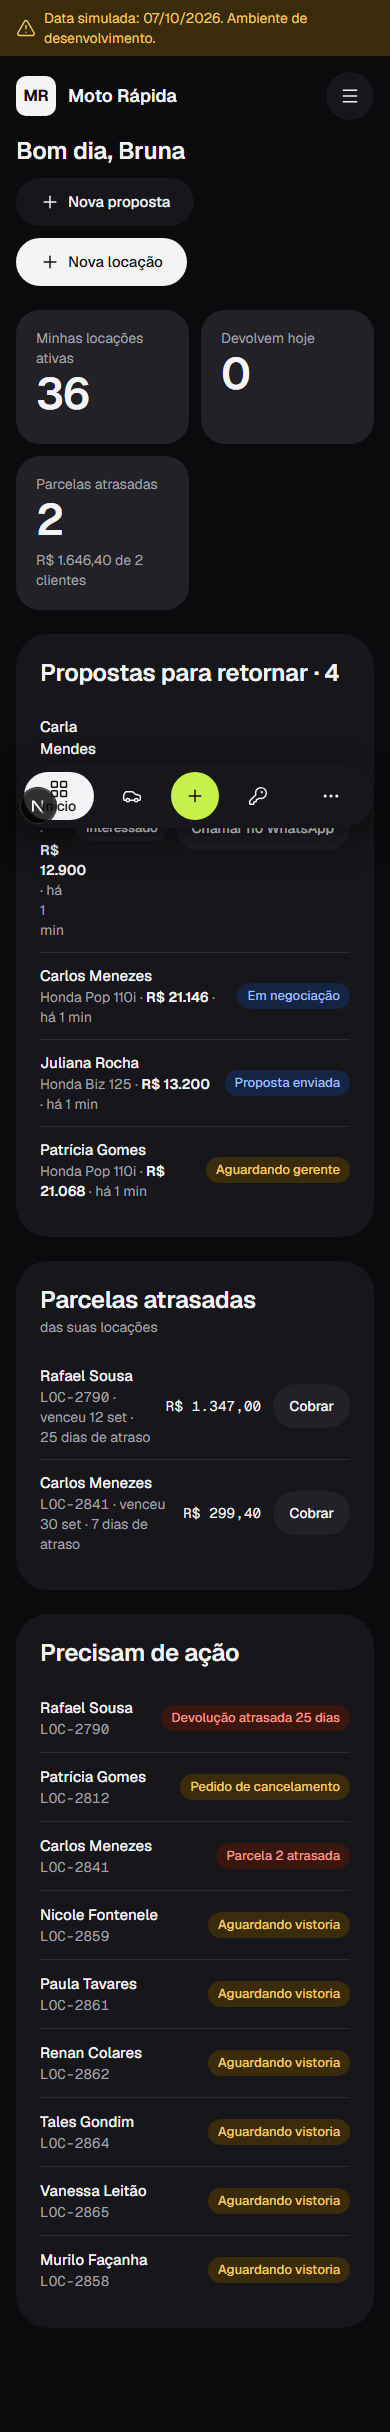 Data simulada: 07/10/2026. Ambiente de
desenvolvimento.
MR
Moto Rápida
Bom dia, Bruna
Nova proposta
Nova locação
Minhas locações
ativas
36
Devolvem hoje
0
Parcelas atrasadas
2
R$ 1.646,40 de 2
clientes
Propostas para retornar · 4
Carla
Mendes
N
Início
Interessado
Chamar no WhatsApp
·
R$
12.900
· há
1
min
Carlos Menezes
Honda Pop 110i · R$ 21.146 ·
há 1 min
Em negociação
Juliana Rocha
Honda Biz 125 · R$ 13.200
· há 1 min
Proposta enviada
Patrícia Gomes
Honda Pop 110i · R$
21.068 · há 1 min
Aguardando gerente
Parcelas atrasadas
das suas locações
Rafael Sousa
LOC-2790 ·
venceu 12 set ·
25 dias de atraso
R$ 1.347,00
Cobrar
Carlos Menezes
LOC-2841 · venceu
30 set · 7 dias de
atraso
R$ 299,40
Cobrar
Precisam de ação
Rafael Sousa
LOC-2790
Devolução atrasada 25 dias
Patrícia Gomes
LOC-2812
Pedido de cancelamento
Carlos Menezes
LOC-2841
Parcela 2 atrasada
Nicole Fontenele
LOC-2859
Aguardando vistoria
Paula Tavares
LOC-2861
Aguardando vistoria
Renan Colares
LOC-2862
Aguardando vistoria
Tales Gondim
LOC-2864
Aguardando vistoria
Vanessa Leitão
LOC-2865
Aguardando vistoria
Murilo Façanha
LOC-2858
Aguardando vistoria